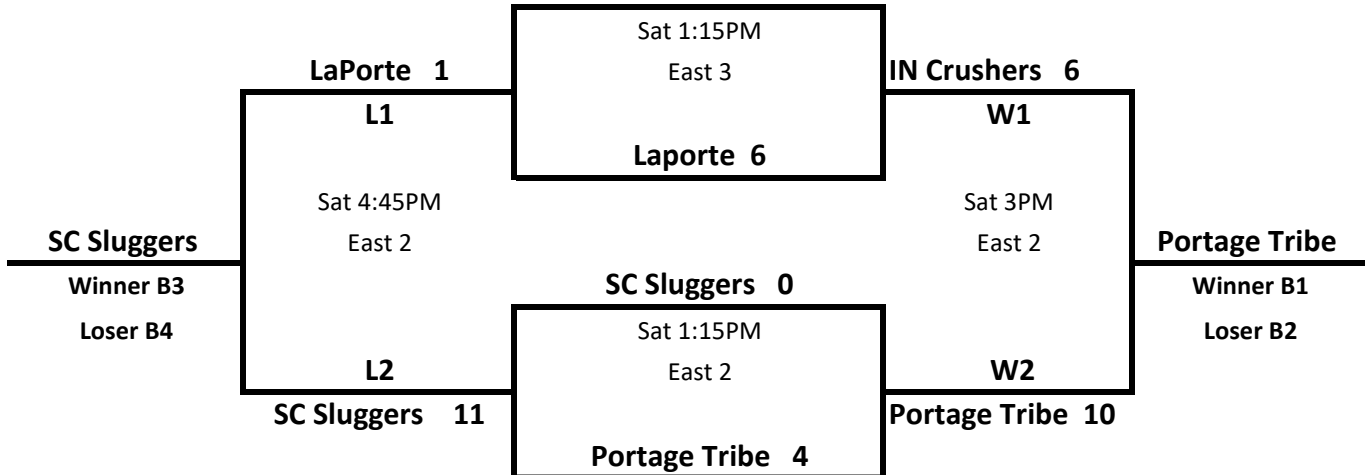 Sat 1:15PM
LaPorte 1
East 3
IN Crushers 6
L1
W1
Laporte 6
Sat 4:45PM
Sat 3PM
SC Sluggers
East 2
East 2
Portage Tribe
Winner B3
SC Sluggers 0
Winner B1
Loser B4
Sat 1:15PM
Loser B2
L2
East 2
W2
SC Sluggers 11
Portage Tribe 10
Portage Tribe 4